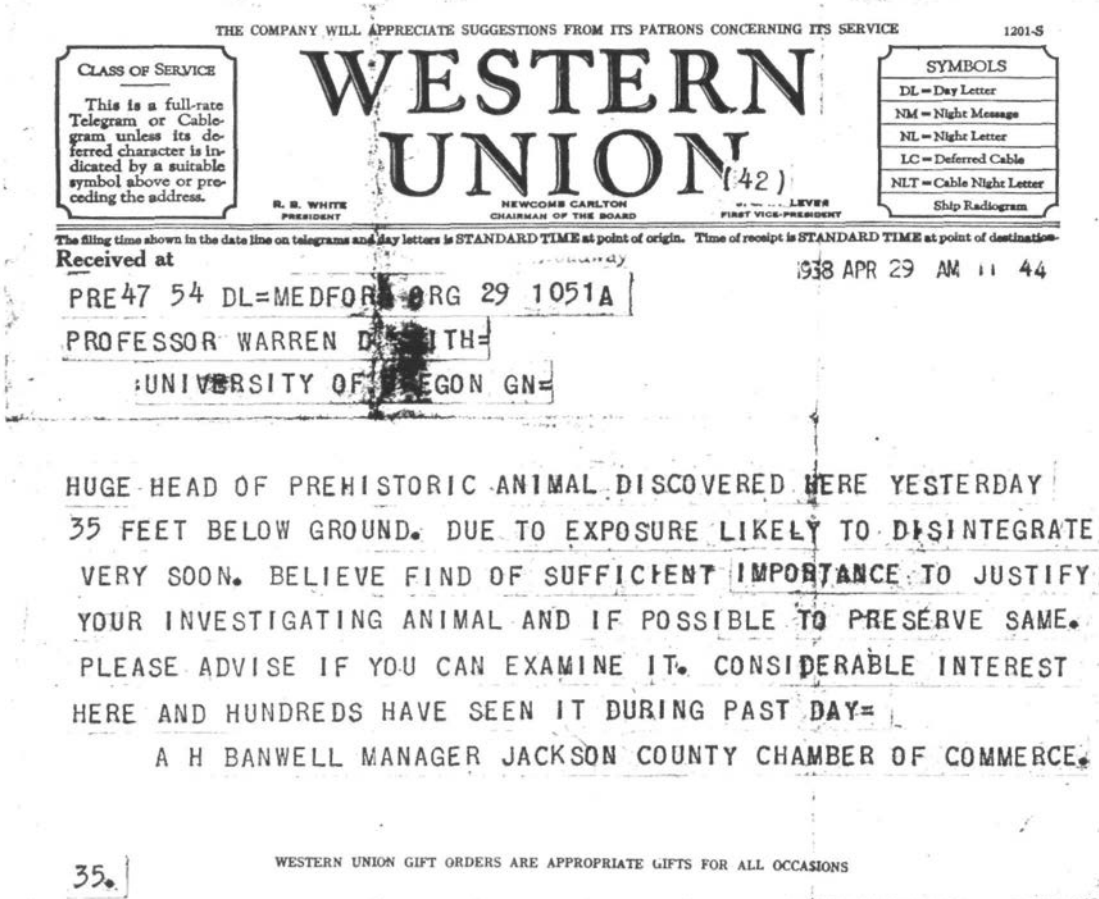 THE COMPANY WILL APPRECIATE SUGGESTIONS FROM ITS PATRONS CONCERNING ITS SERVICE
1201-S
CLASS OF SERVICE
This is a full-rate
Telegram or Cable-
gram unless its de-
ferred character is in-
dicated by a suitable
symbol above or pre-
ceding the address.
WESTERN
UNION
(42)
R. B. WHITE
PRESIDENT
NEWCOMB CARLTON
CHAIRMAN OF THE BOARD
LEVER
FIRST VICE-PRESIDENT
SYMBOLS
DL = Day Letter
NM = Night Message
NL = Night Letter
LC = Deferred Cable
NLT = Cable Night Letter
Ship Radiogram
The filing time shown in the date line on telegrams and day letters is STANDARD TIME at point of origin. Time of receipt is STANDARD TIME at point of destination
Received at
1938 APR 29 AM 11 44
PRE47 54 DL=MEDFORD ORG 29 1051A
PROFESSOR WARREN D SMITH=
:UNIVERSITY OF OREGON GN=
HUGE HEAD OF PREHISTORIC ANIMAL DISCOVERED HERE YESTERDAY
35 FEET BELOW GROUND. DUE TO EXPOSURE LIKELY TO DISINTEGRATE
VERY SOON. BELIEVE FIND OF SUFFICIENT IMPORTANCE TO JUSTIFY
YOUR INVESTIGATING ANIMAL AND IF POSSIBLE TO PRESERVE SAME.
PLEASE ADVISE IF YOU CAN EXAMINE IT. CONSIDERABLE INTEREST
HERE AND HUNDREDS HAVE SEEN IT DURING PAST DAY=
A H BANWELL MANAGER JACKSON COUNTY CHAMBER OF COMMERCE.
35.
WESTERN UNION GIFT ORDERS ARE APPROPRIATE GIFTS FOR ALL OCCASIONS